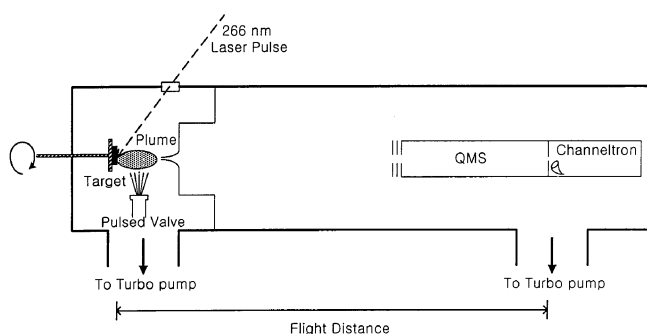 266 nm
Laser Pulse
Plume
Target
Pulsed Valve
QMS
Channeltron
To Turbo pump
To Turbo pump
Flight Distance